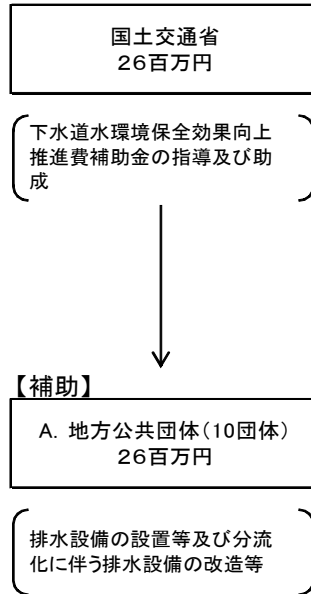 国土交通省
26百万円
下水道水環境保全効果向上
推進費補助金の指導及び助
成
【補助】
A. 地方公共団体(10団体)
26百万円
排水設備の設置等及び分流
化に伴う排水設備の改造等